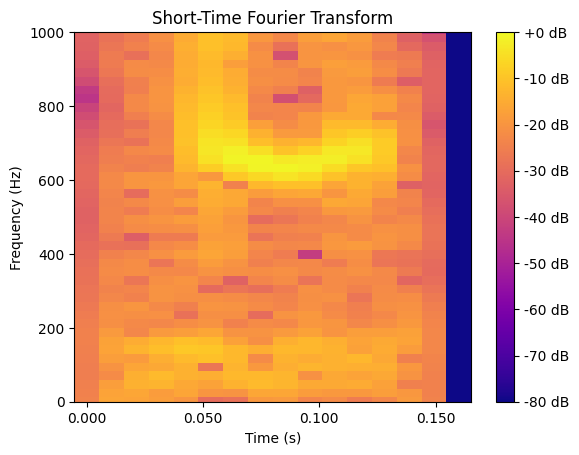 Short-Time Fourier Transform
Frequency (Hz)
1000
800
600
400
200
0
0.000
0.050
0.100
0.150
Time (s)
+0 dB
-10 dB
-20 dB
-30 dB
-40 dB
-50 dB
-60 dB
-70 dB
-80 dB